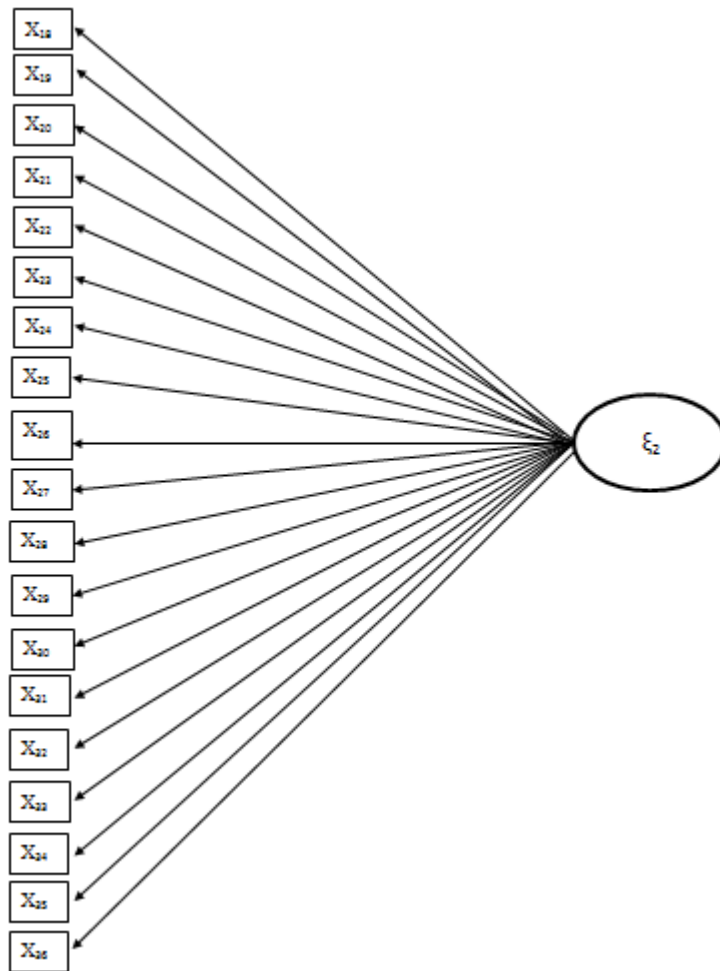 X₁₈
X₁₉
X₂₀
X₂₁
X₂₂
X₂₃
X₂₄
X₂₅
X₂₆
ξ₂
X₂₇
X₂₈
X₂₉
X₃₀
X₃₁
X₃₂
X₃₃
X₃₄
X₃₅
X₃₆